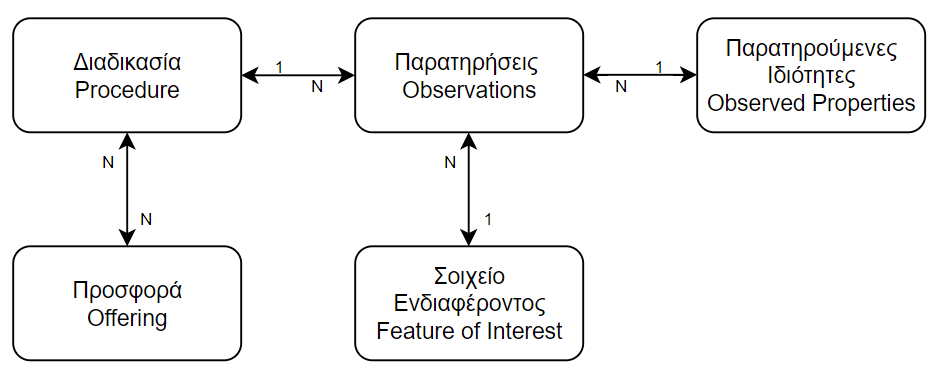 Διαδικασία
Procedure
1
N
Παρατηρήσεις
Observations
N
1
Παρατηρούμενες
Ιδιότητες
Observed Properties
N
N
N
1
Προσφορά
Offering
Σοιχείο
Ενδιαφέροντος
Feature of Interest